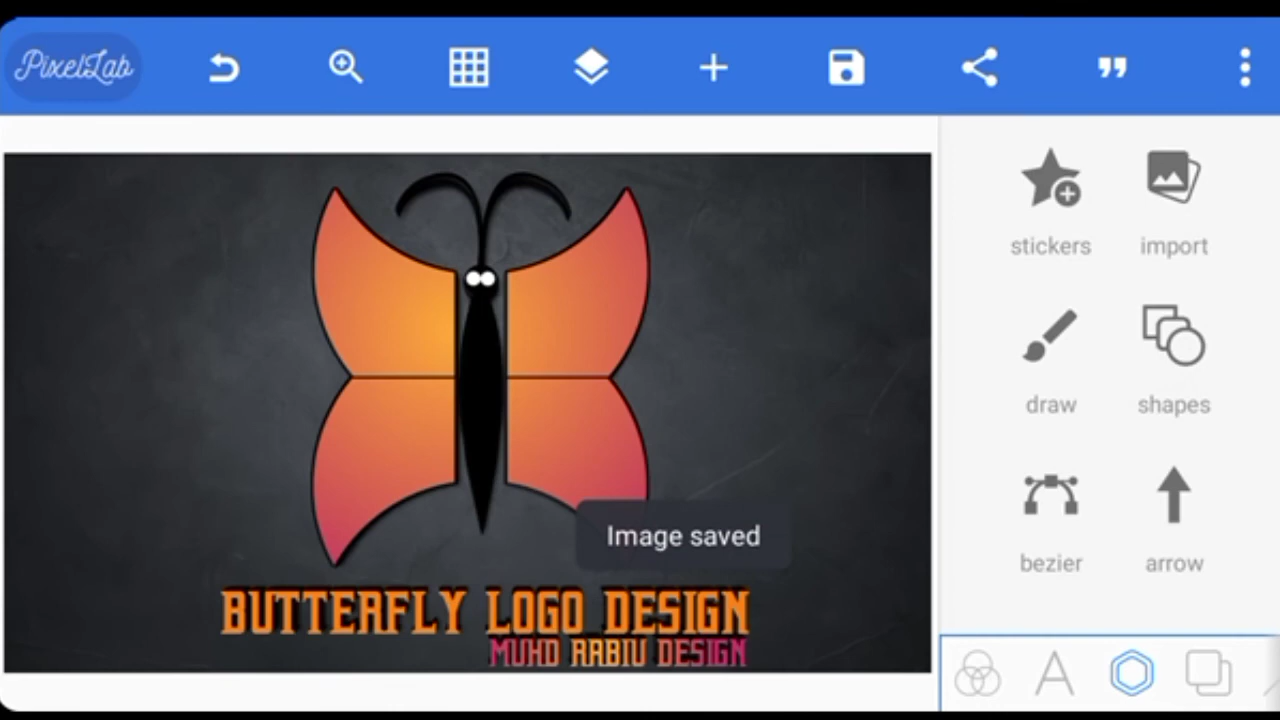 PixelLab
stickers
import
draw
shapes
bezier
arrow
Image saved
BUTTERFLY LOGO DESIGN
MUHD RABIU DESIGN